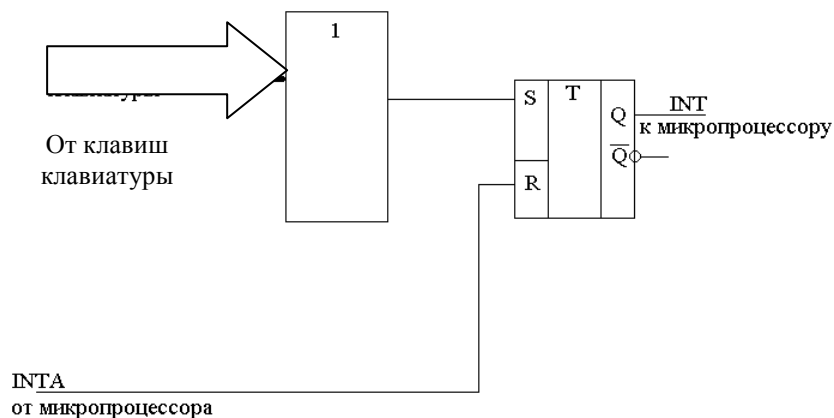 1
От клавиш
клавиатуры
S T
Q
INT
к микропроцессору
Q
R
INTA
от микропроцессора